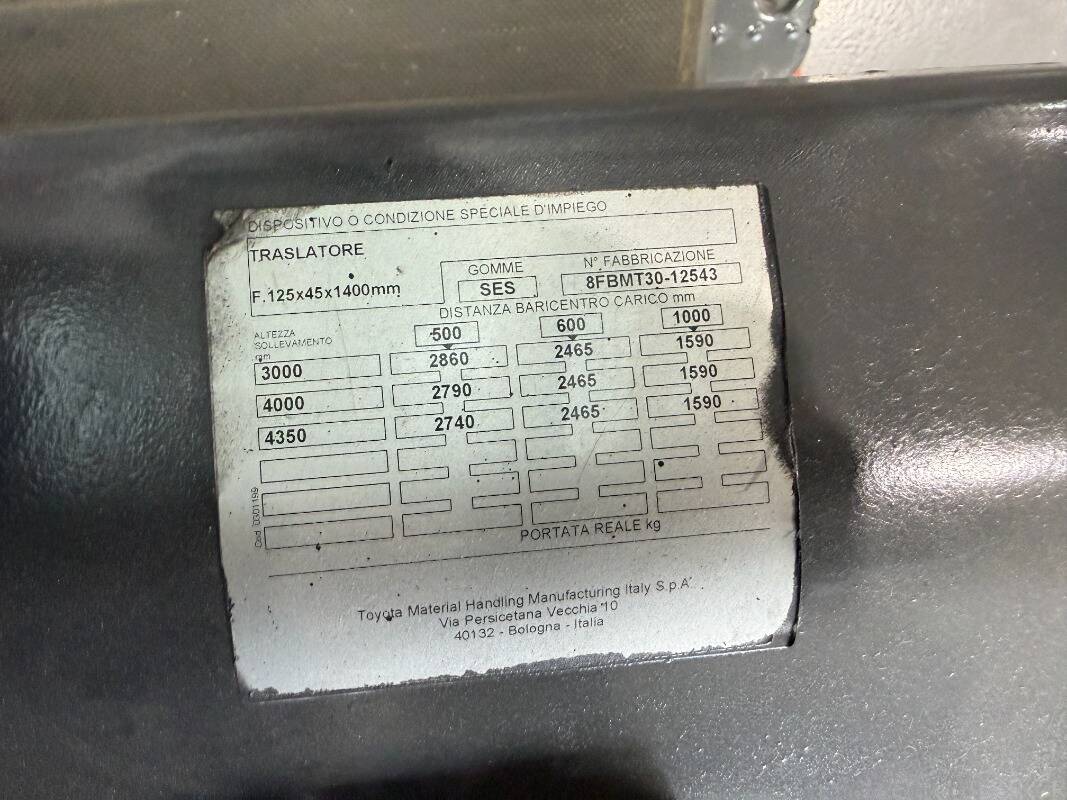 DISPOSITIVO O CONDIZIONE SPECIALE D'IMPIEGO
TRASLATORE
F.125x45x1400mm
GOMME
SES
N° FABBRICAZIONE
8FBMT30-12543
DISTANZA BARICENTRO CARICO mm
ALTEZZA
SOLLEVAMENTO
mm
500 600 1000
3000 2860 2465 1590
4000 2790 2465 1590
4350 2740 2465 1590
PORTATA REALE kg
Cod. 0301199
Toyota Material Handling Manufacturing Italy S.p.A.
Via Persicetana Vecchia 10
40132 - Bologna - Italia